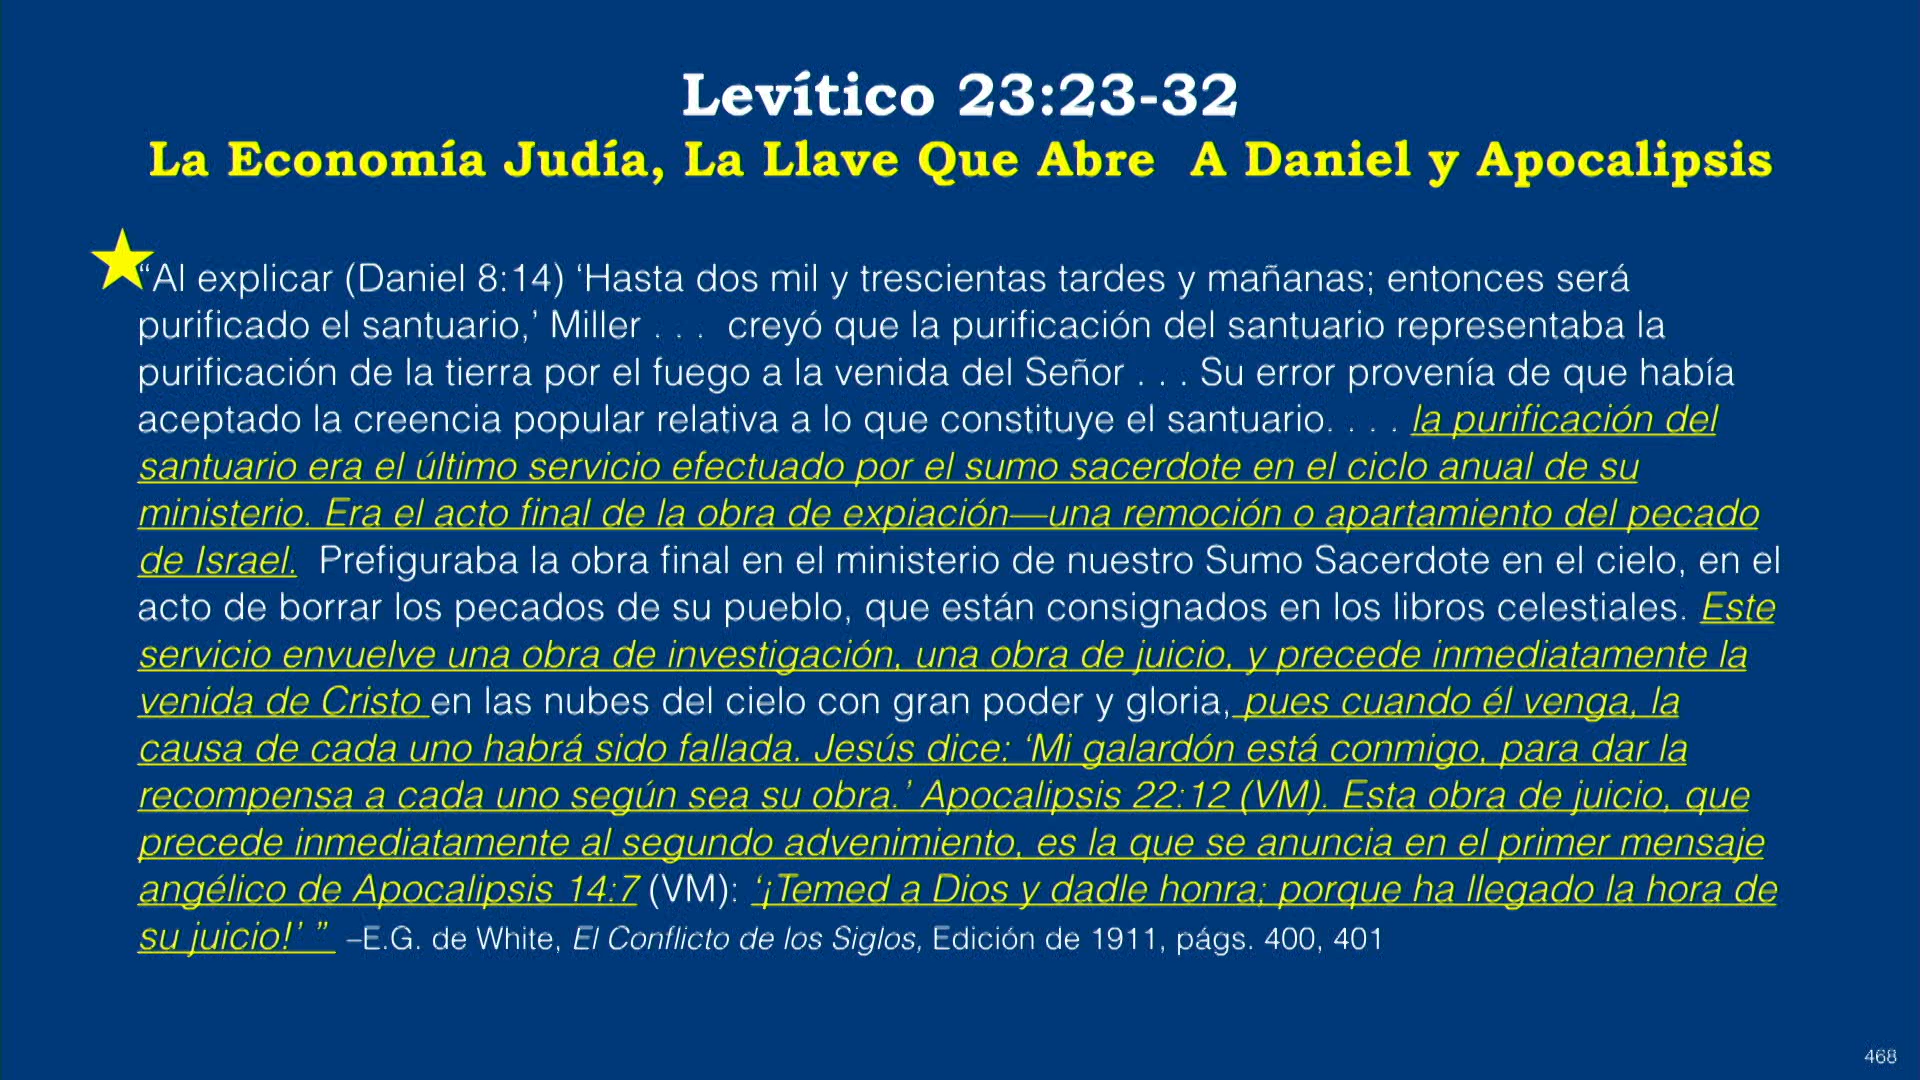 Levítico 23:23-32
La Economía Judía, La Llave Que Abre  A Daniel y Apocalipsis
“Al explicar (Daniel 8:14) ‘Hasta dos mil y trescientas tardes y mañanas; entonces será
purificado el santuario,’ Miller . . .  creyó que la purificación del santuario representaba la
purificación de la tierra por el fuego a la venida del Señor . . . Su error provenía de que había
aceptado la creencia popular relativa a lo que constituye el santuario. . . . la purificación del
santuario era el último servicio efectuado por el sumo sacerdote en el ciclo anual de su
ministerio. Era el acto final de la obra de expiación—una remoción o apartamiento del pecado
de Israel.  Prefiguraba la obra final en el ministerio de nuestro Sumo Sacerdote en el cielo, en el
acto de borrar los pecados de su pueblo, que están consignados en los libros celestiales. Este
servicio envuelve una obra de investigación, una obra de juicio, y precede inmediatamente la
venida de Cristo en las nubes del cielo con gran poder y gloria, pues cuando él venga, la
causa de cada uno habrá sido fallada. Jesús dice: ‘Mi galardón está conmigo, para dar la
recompensa a cada uno según sea su obra.’ Apocalipsis 22:12 (VM). Esta obra de juicio, que
precede inmediatamente al segundo advenimiento, es la que se anuncia en el primer mensaje
angélico de Apocalipsis 14:7 (VM): ‘¡Temed a Dios y dadle honra; porque ha llegado la hora de
su juicio!’ ” –E.G. de White, El Conflicto de los Siglos, Edición de 1911, págs. 400, 401
468